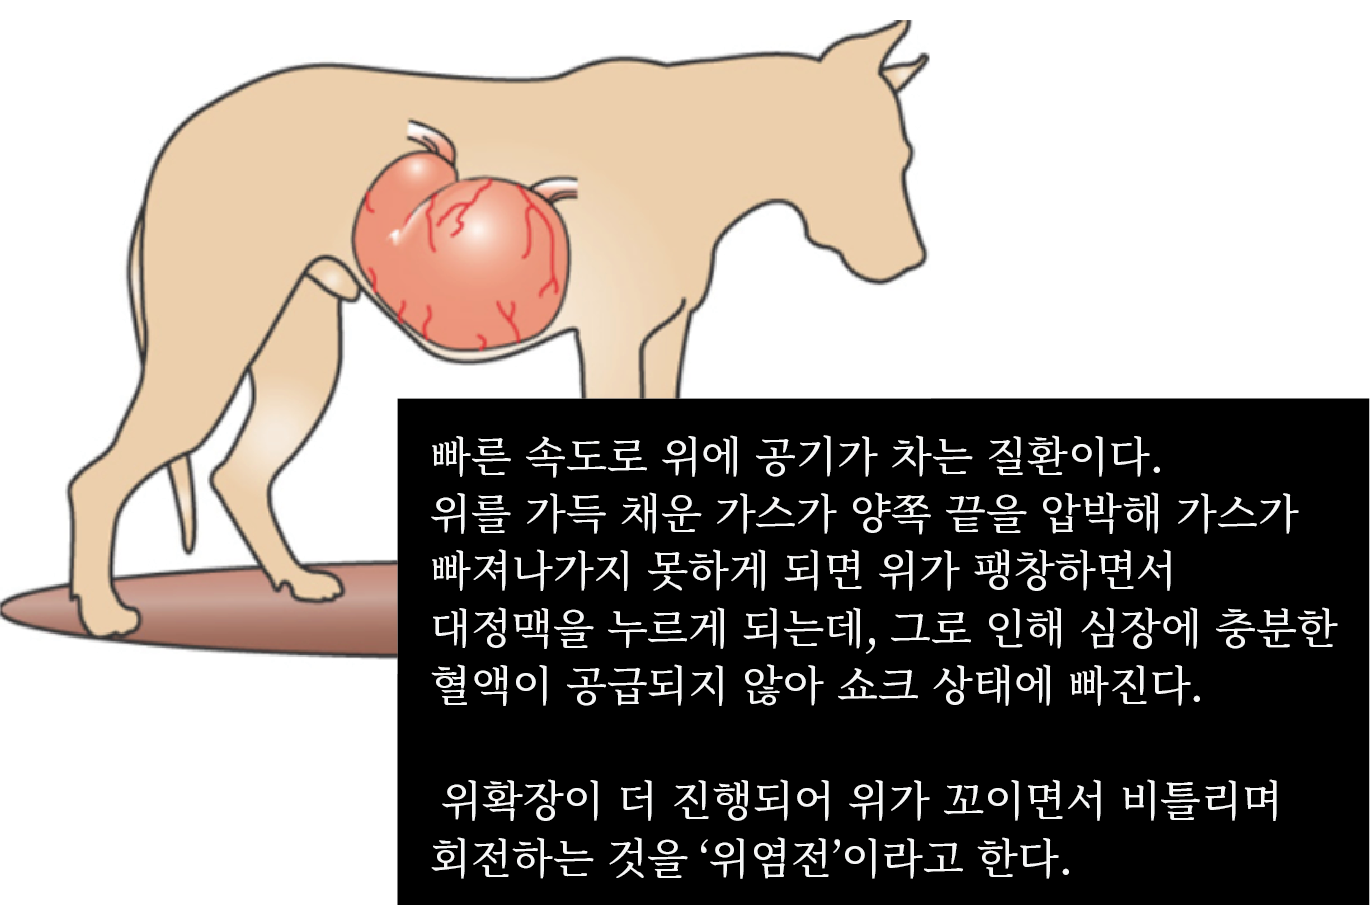 빠른 속도로 위에 공기가 차는 질환이다.
위를 가득 채운 가스가 양쪽 끝을 압박해 가스가
빠져나가지 못하게 되면 위가 팽창하면서
대정맥을 누르게 되는데, 그로 인해 심장에 충분한
혈액이 공급되지 않아 쇼크 상태에 빠진다.
위확장이 더 진행되어 위가 꼬이면서 비틀리며
회전하는 것을 ‘위염전’이라고 한다.